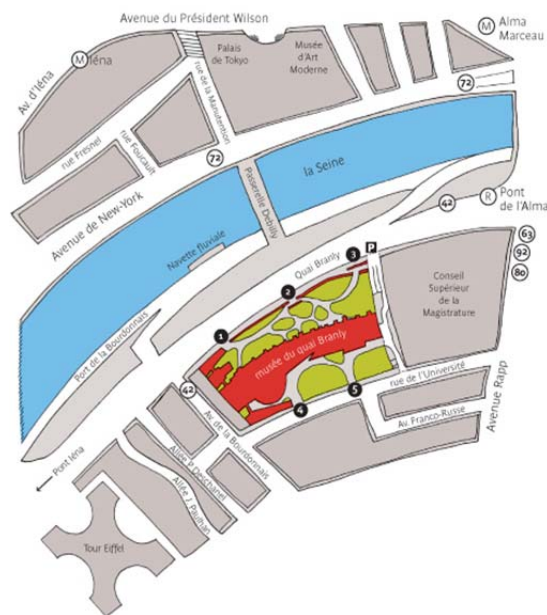 Avenue du Président Wilson
M
Alma
Marceau
Palais
de Tokyo
Musée
d'Art
Moderne
M Iéna
Av. d'Iéna
rue de la Manutention
72
rue Fresnel
rue Foucault
72
la Seine
Passerelle Debilly
Avenue de New-York
42
R
Pont
de l'Alma
Navette fluviale
Quai Branly
3
P
63
92
80
Conseil
Supérieur
de la
Magistrature
2
1
musée du quai Branly
Port de la Bourdonnais
rue de l'Université
42
5
4
Avenue Rapp
Av. Franco-Russe
Av. de la Bourdonnais
Allée P. Deschanel
Allée J. Paulhan
Pont Iéna
Tour Eiffel